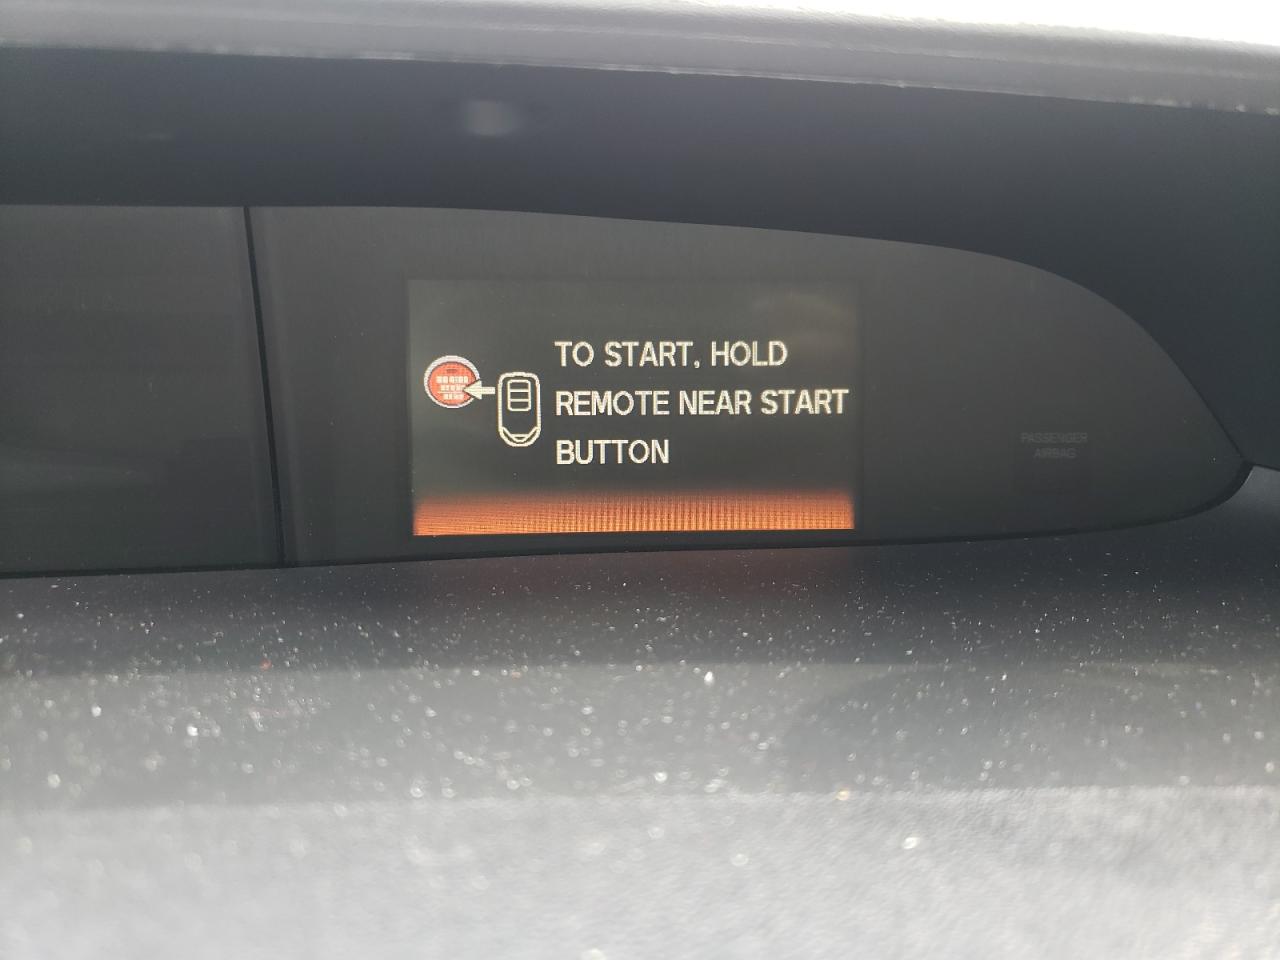 TO START, HOLD
REMOTE NEAR START
BUTTON
PASSENGER
AIRBAG